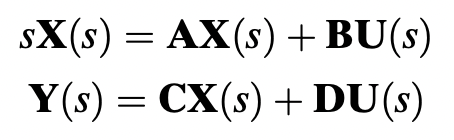 sX(s) = AX(s) + BU(s)
Y(s) = CX(s) + DU(s)